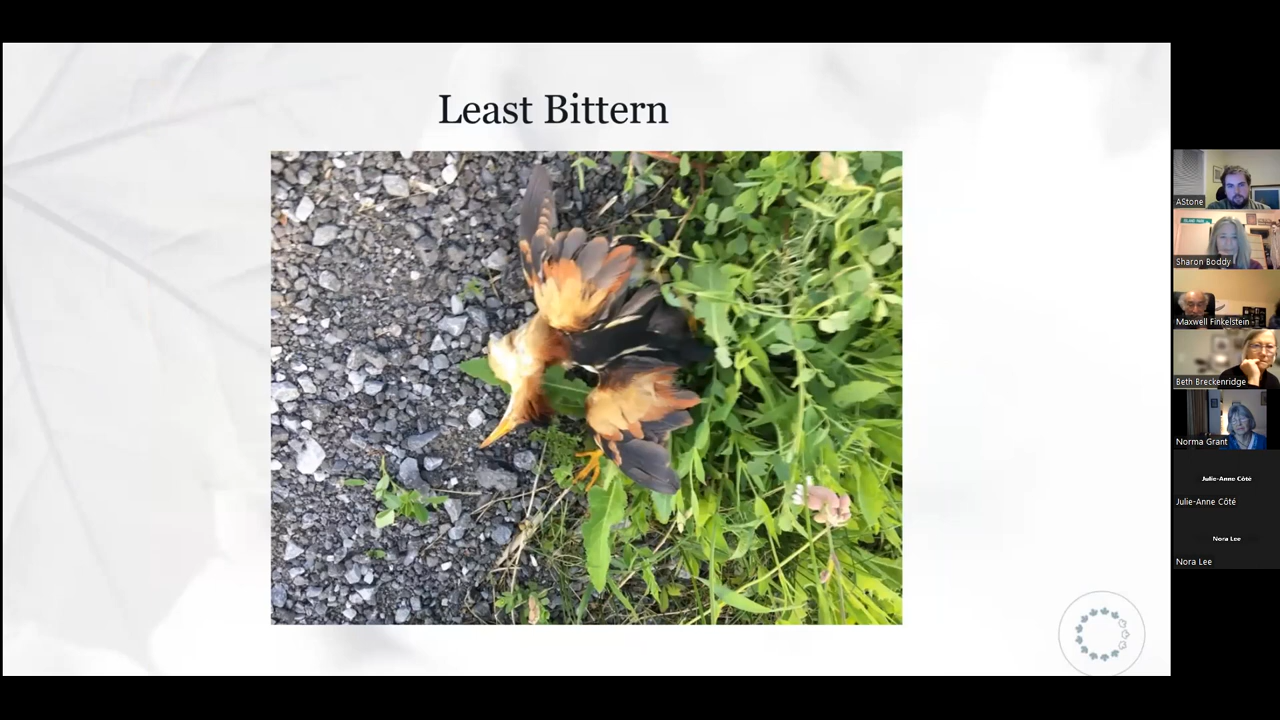 Least Bittern
AStone
Sharon Boddy
Maxwell Finkelstein
Beth Breckenridge
Norma Grant
Julie-Anne Côté
Julie-Anne Côté
Nora Lee
Nora Lee